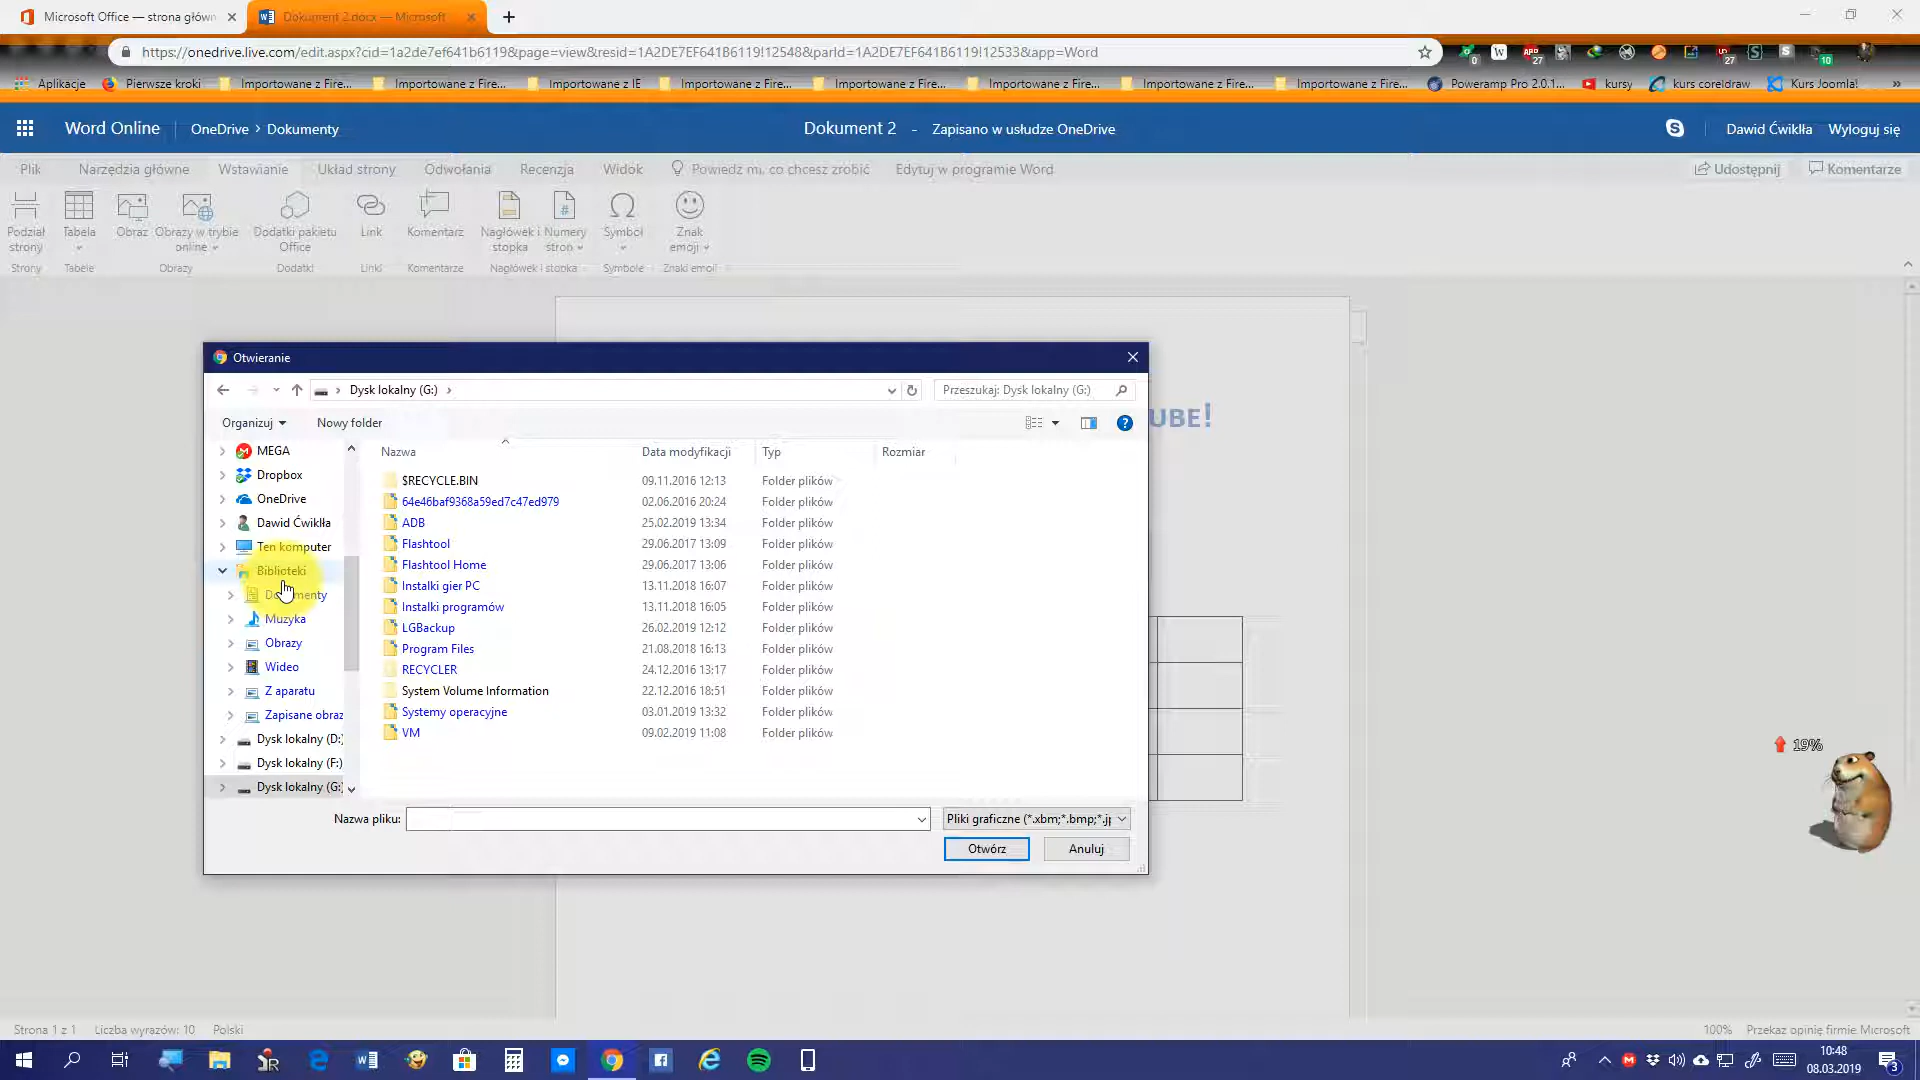 Microsoft Office — strona główn
Dokument 2.docx — Microsoft
https://onedrive.live.com/edit.aspx?cid=1a2de7ef641b6119&page=view&resid=1A2DE7EF641B6119!12548&parId=1A2DE7EF641B6119!12533&app=Word
Aplikacje Pierwsze kroki Importowane z Fire... Importowane z Fire... Importowane z IE Importowane z Fire... Importowane z Fire... Importowane z Fire... Importowane z Fire... Importowane z Fire... Poweramp Pro 2.0.1... kursy kurs coreldraw Kurs Joomla! »
Word Online OneDrive › Dokumenty Dokument 2 - Zapisano w usłudze OneDrive Dawid Ćwiklła Wyloguj się
Plik Narzędzia główne Wstawianie Układ strony Odwołania Recenzja Widok Powiedz mi, co chcesz zrobić Edytuj w programie Word Udostępnij Komentarze
Podział strony Tabela Obraz Obrazy w trybie online Dodatki pakietu Office Link Komentarz Nagłówek i stopka Numery stron Symbol Znak emoji
Strony Tabele Obrazy Dodatki Linki Komentarze Nagłówek i stopka Symbole Znaki emoji
UBE!
Otwieranie
Dysk lokalny (G:) Przeszukaj: Dysk lokalny (G:)
Organizuj Nowy folder
Nazwa Data modyfikacji Typ Rozmiar
MEGA
Dropbox
OneDrive
Dawid Ćwiklła
Ten komputer
Biblioteki
Dokumenty
Muzyka
Obrazy
Wideo
Z aparatu
Zapisane obraz
Dysk lokalny (D:)
Dysk lokalny (F:)
Dysk lokalny (G:
$RECYCLE.BIN 09.11.2016 12:13 Folder plików
64e46baf9368a59ed7c47ed979 02.06.2016 20:24 Folder plików
ADB 25.02.2019 13:34 Folder plików
Flashtool 29.06.2017 13:09 Folder plików
Flashtool Home 29.06.2017 13:06 Folder plików
Instalki gier PC 13.11.2018 16:07 Folder plików
Instalki programów 13.11.2018 16:05 Folder plików
LGBackup 26.02.2019 12:12 Folder plików
Program Files 21.08.2018 16:13 Folder plików
RECYCLER 24.12.2016 13:17 Folder plików
System Volume Information 22.12.2016 18:51 Folder plików
Systemy operacyjne 03.01.2019 13:32 Folder plików
VM 09.02.2019 11:08 Folder plików
Nazwa pliku: Pliki graficzne (*.xbm;*.bmp;*.jp
Otwórz Anuluj
19%
Strona 1 z 1 Liczba wyrazów: 10 Polski 100% Przekaż opinię firmie Microsoft
10:48
08.03.2019
3